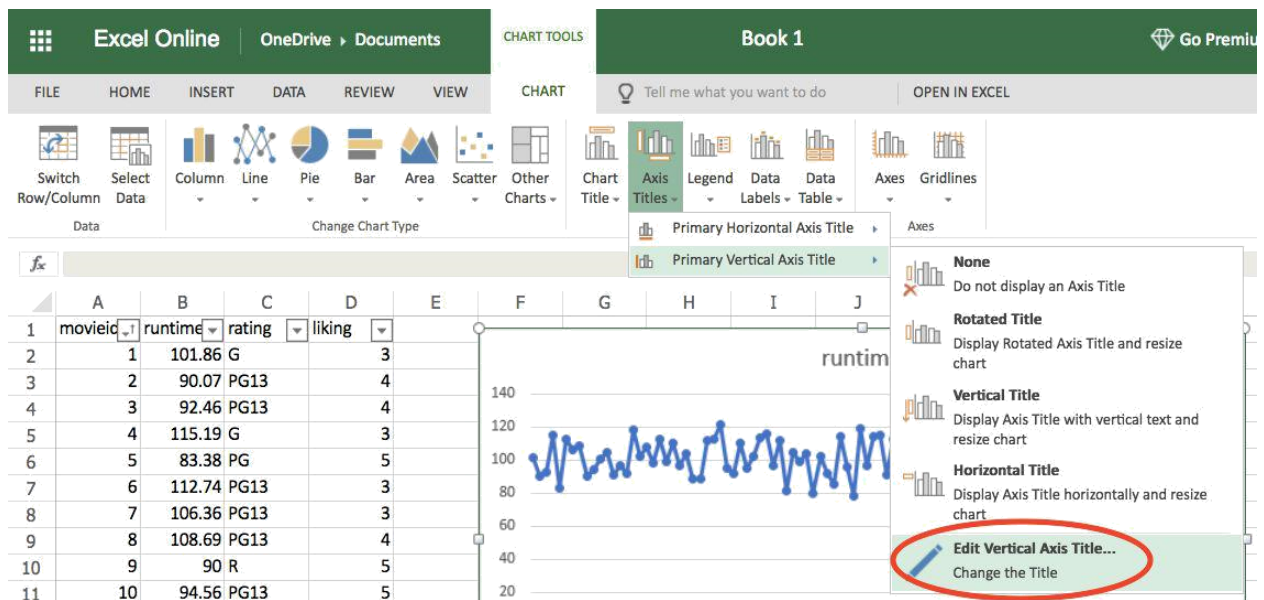 Excel Online OneDrive ▸ Documents CHART TOOLS Book 1 Go Premiu
FILE HOME INSERT DATA REVIEW VIEW CHART Tell me what you want to do OPEN IN EXCEL
Switch Select Column Line Pie Bar Area Scatter Other Chart Axis Legend Data Data Axes Gridlines
Row/Column Data Charts Title Titles Labels Table
Data Change Chart Type Axes
Primary Horizontal Axis Title
Primary Vertical Axis Title
fx
None
Do not display an Axis Title
Rotated Title
Display Rotated Axis Title and resize
chart
Vertical Title
Display Axis Title with vertical text and
resize chart
Horizontal Title
Display Axis Title horizontally and resize
chart
Edit Vertical Axis Title...
Change the Title
A B C D E F G H I J
1 movieid runtime rating liking
2 1 101.86 G 3
3 2 90.07 PG13 4
4 3 92.46 PG13 4
5 4 115.19 G 3
6 5 83.38 PG 5
7 6 112.74 PG13 3
8 7 106.36 PG13 3
9 8 108.69 PG13 4
10 9 90 R 5
11 10 94.56 PG13 5
runtim
140
120
100
80
60
40
20